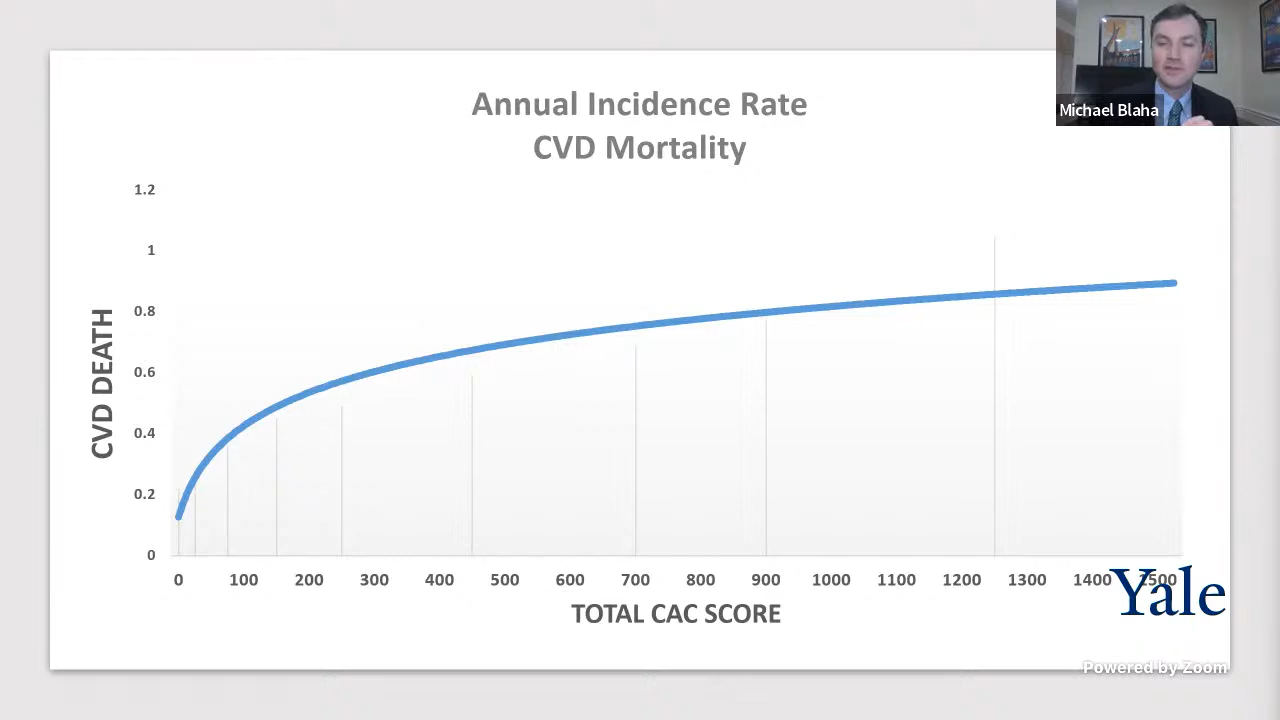 Michael Blaha
Annual Incidence Rate
CVD Mortality
1.2
1
0.8
0.6
0.4
0.2
0
CVD DEATH
0 100 200 300 400 500 600 700 800 900 1000 1100 1200 1300 1400 1500
TOTAL CAC SCORE
Yale
Powered by Zoom